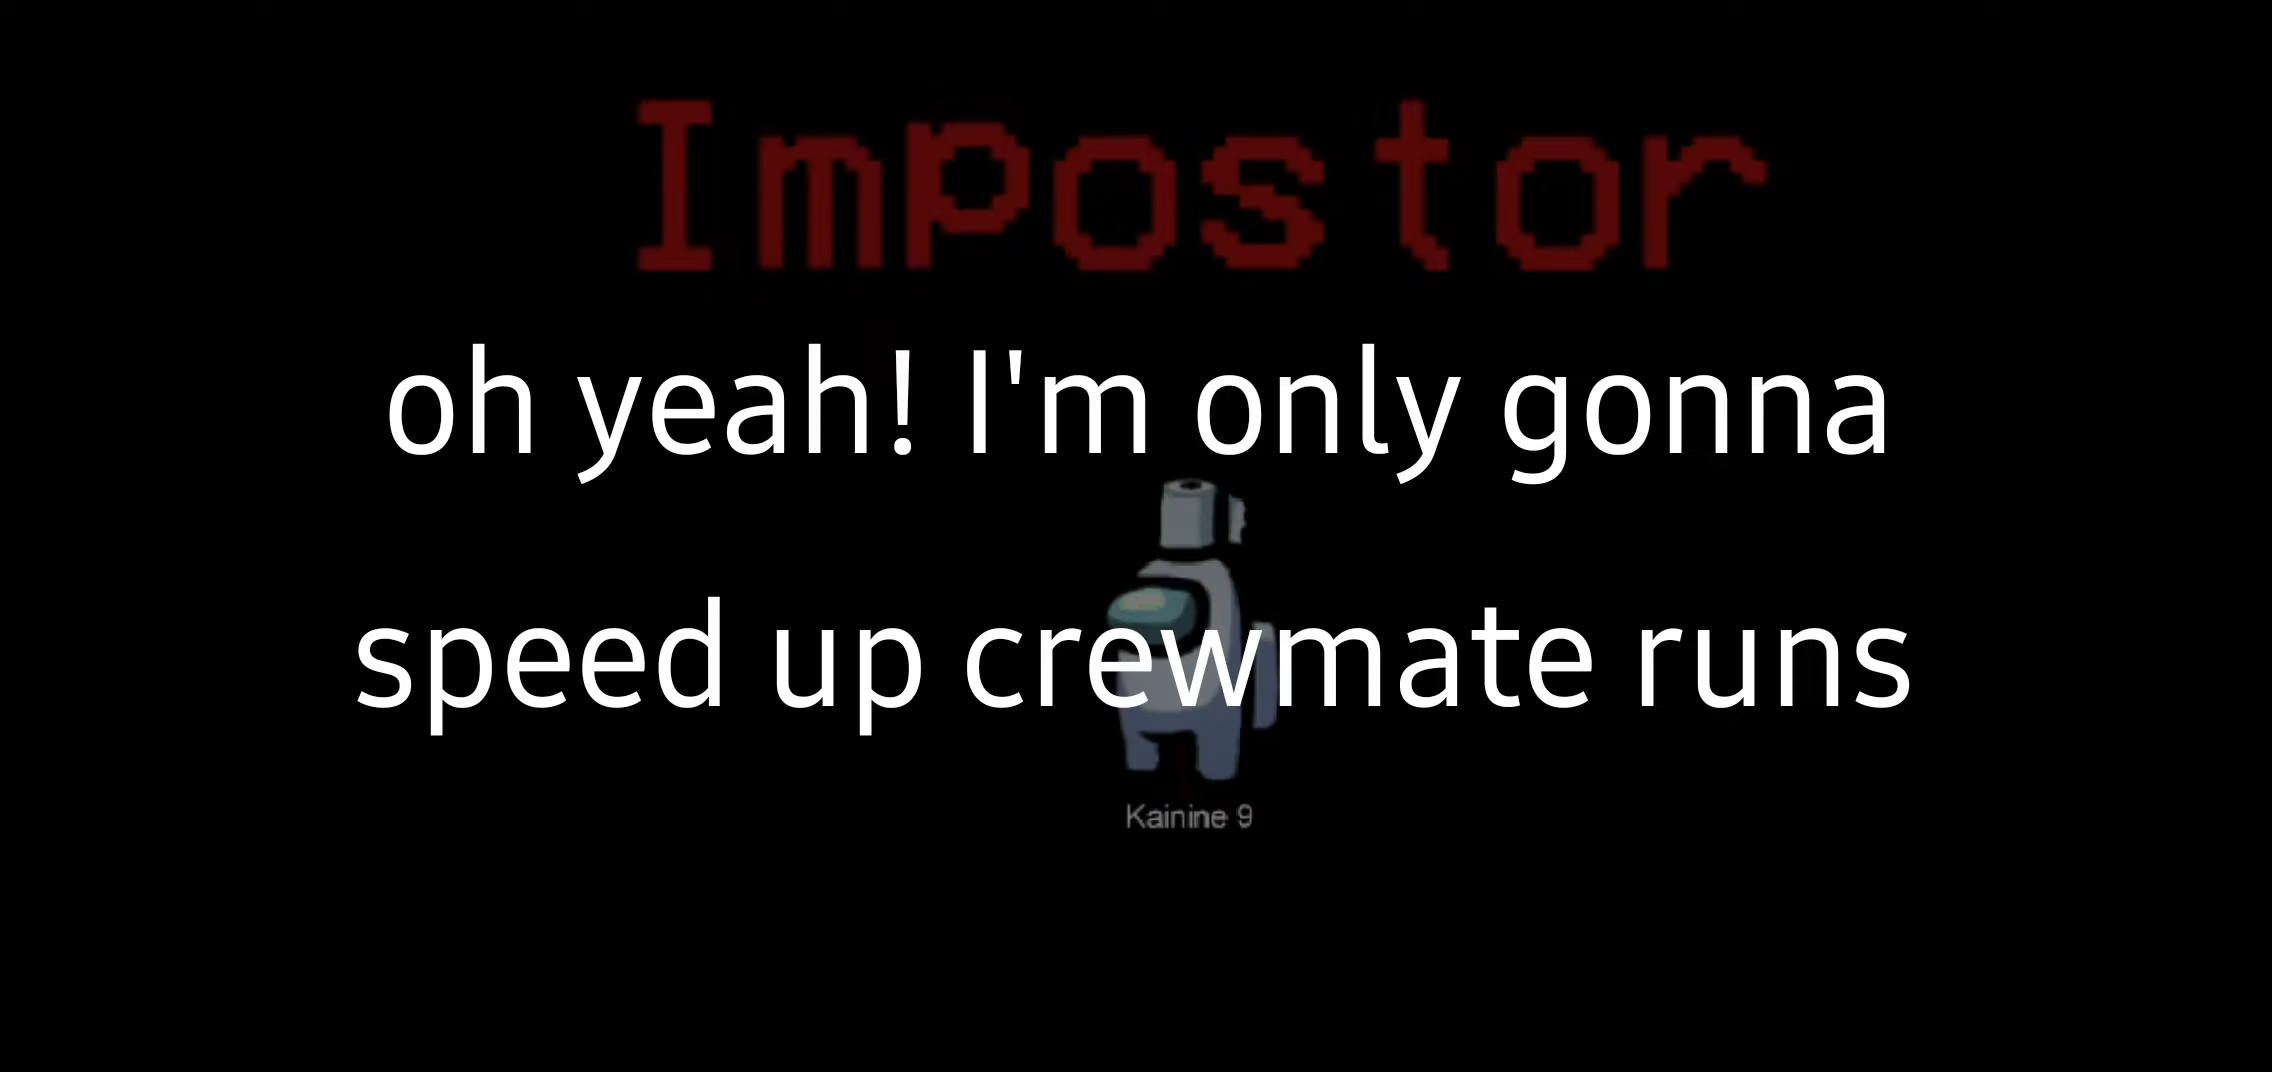 Impostor
oh yeah! I'm only gonna
speed up crewmate runs
Kainine 9